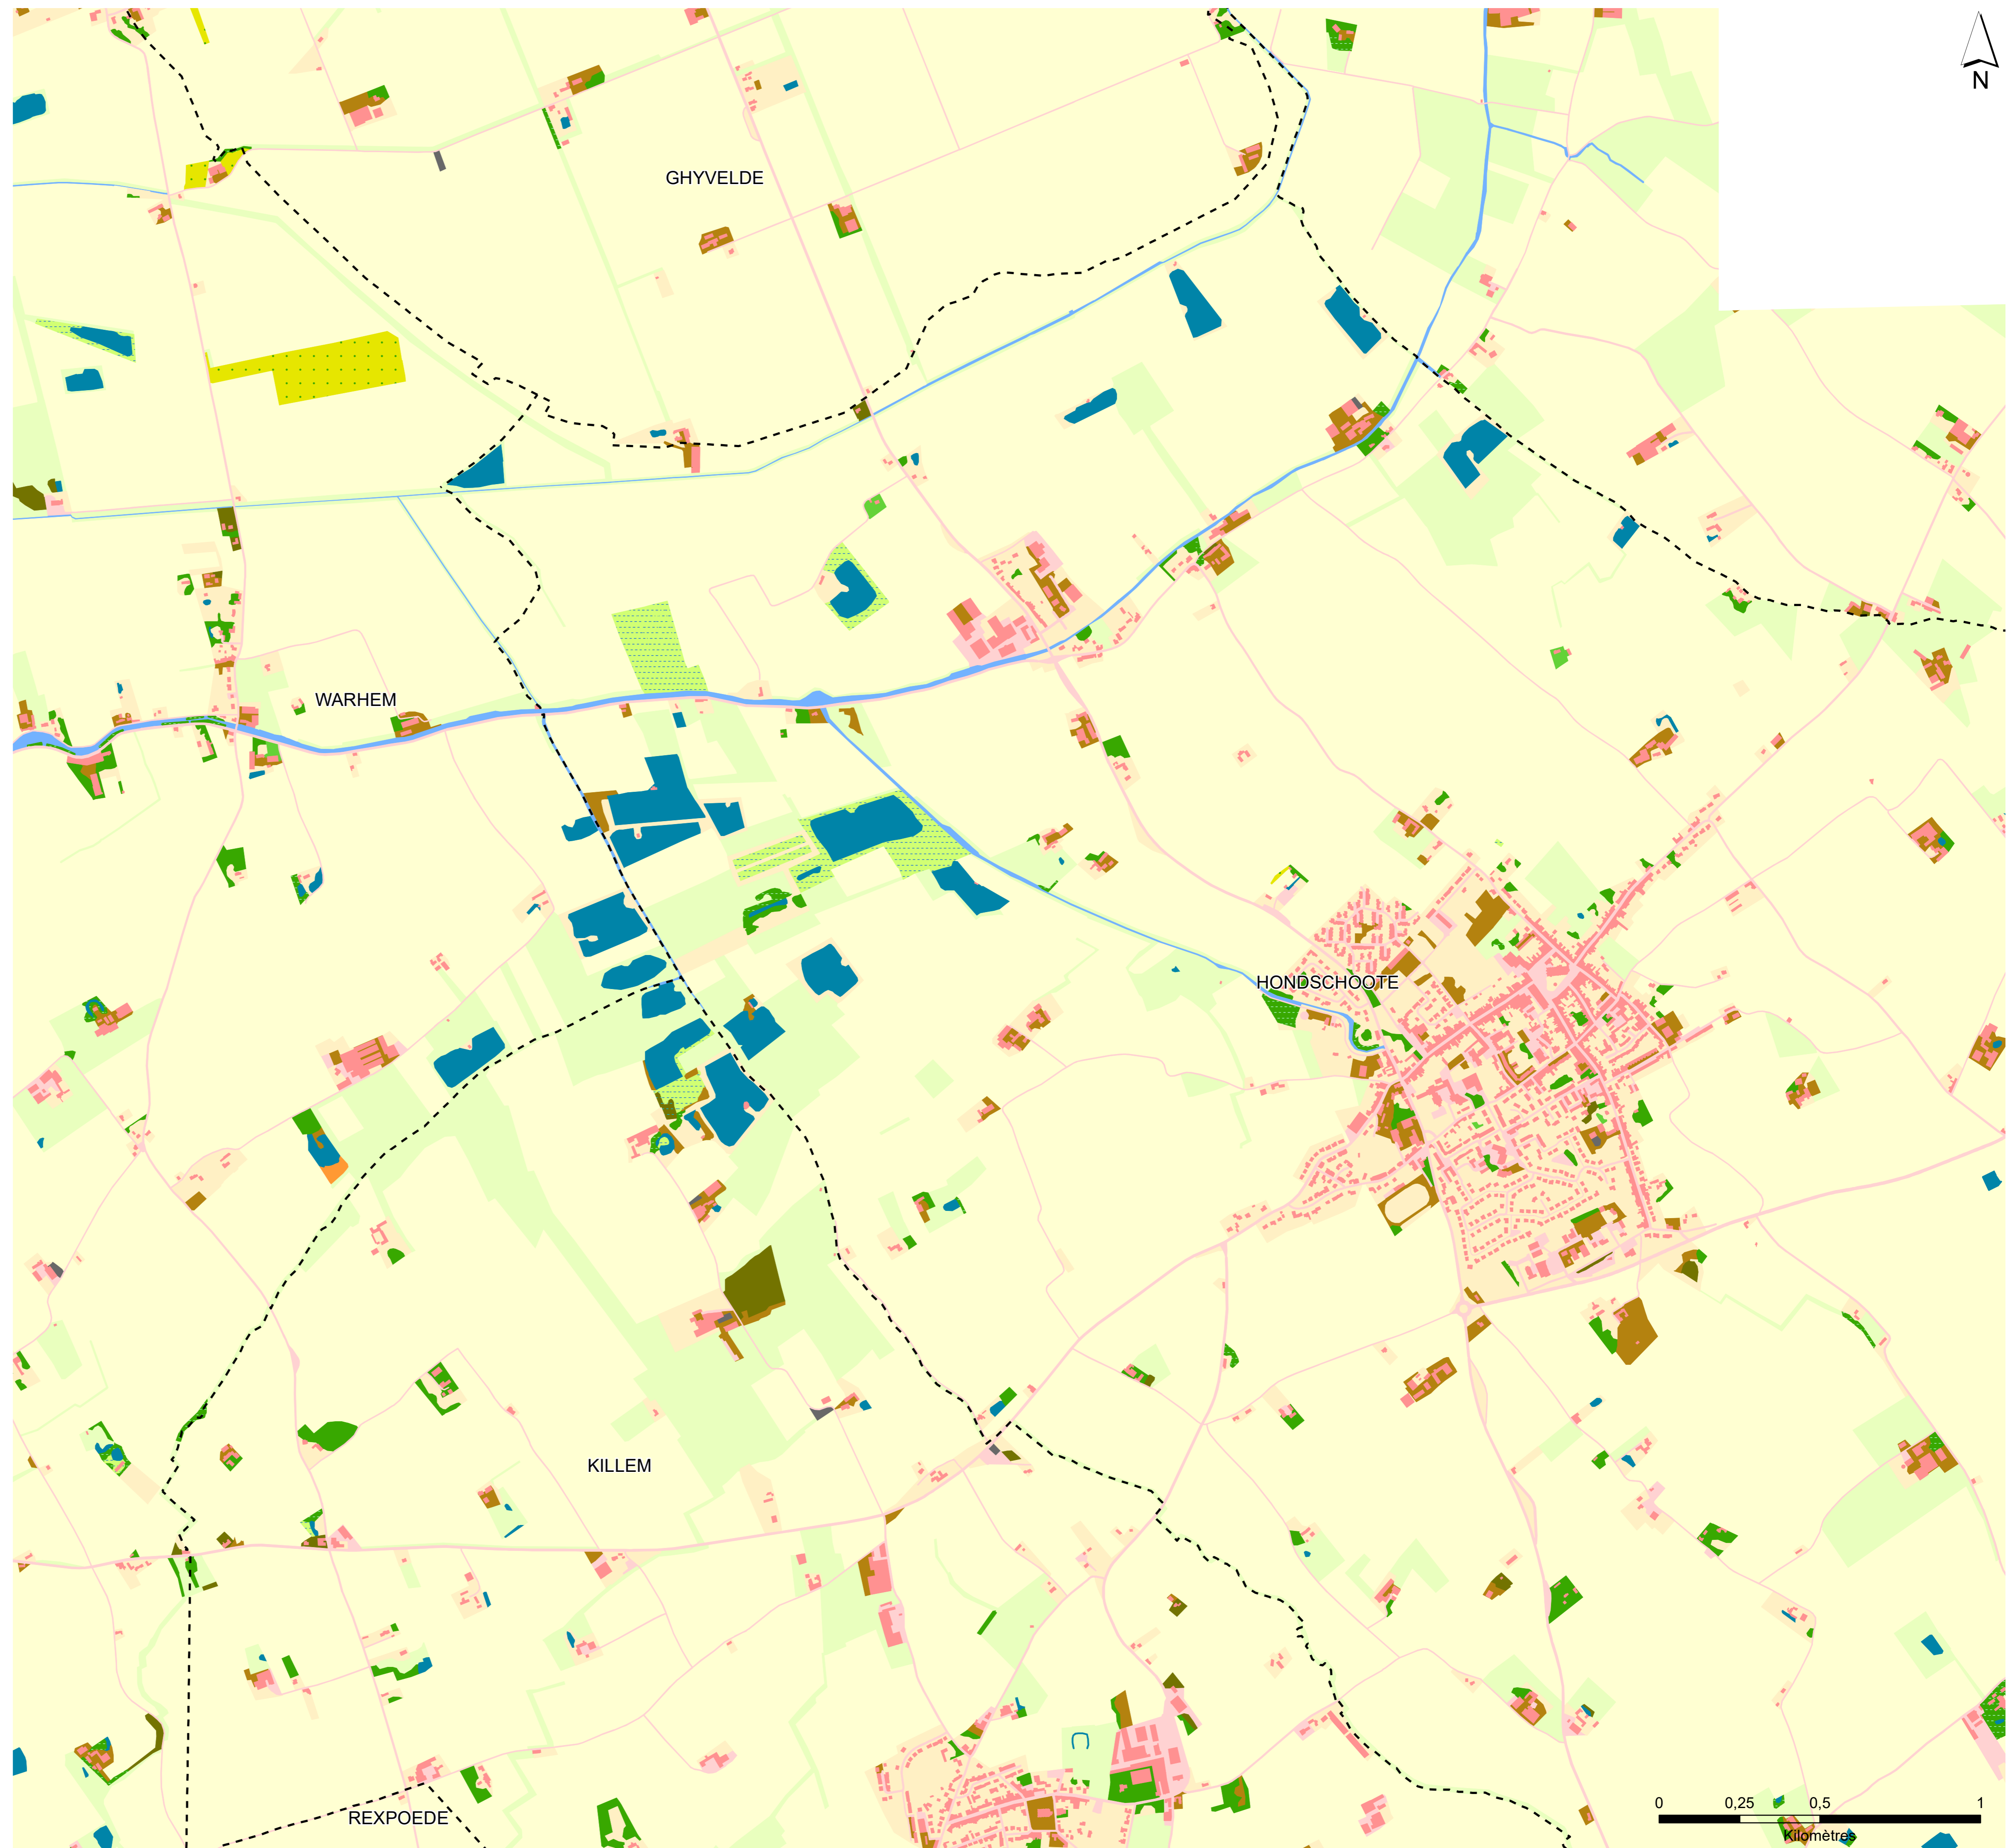 N
GHYVELDE
WARHEM
HONDSCHOOTE
KILLEM
REXPOEDE
0 0,25 0,5 1
Kilomètres